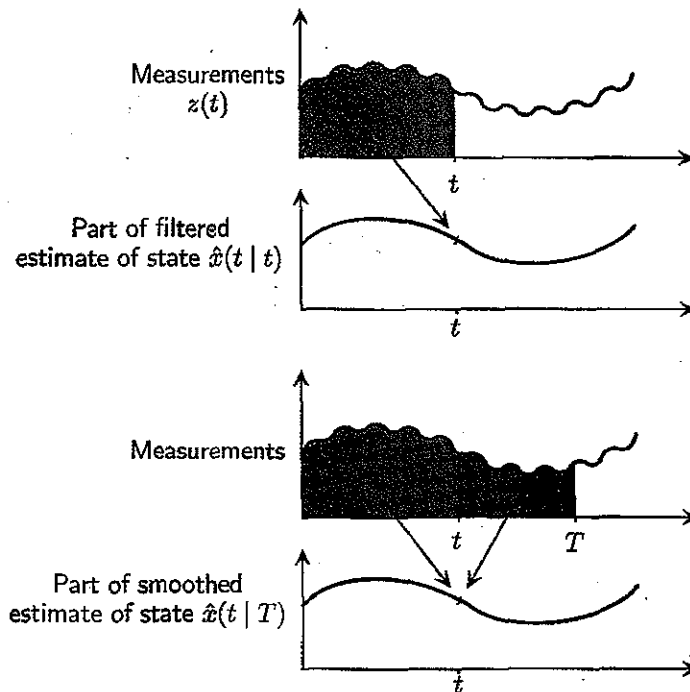 Measurements
z(t)
t
Part of filtered
estimate of state x̂(t | t)
t
Measurements
t T
Part of smoothed
estimate of state x̂(t | T)
t